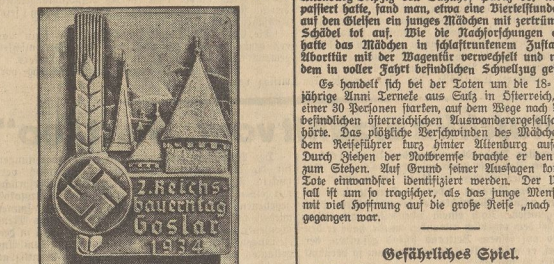 2. Reichs-
bauerntag
Goslar
1934
passiert hatte, fand man, etwa eine Viertelstunde
auf den Gleisen ein junges Mädchen mit zertrüm
Schädel tot auf. Wie die Nachforschungen
hatte das Mädchen in schlaftrunkenem Zusta
Aborttür mit der Wagentür verwechselt und
dem in voller Fahrt befindlichen Schnellzug ge
Es handelt sich bei der Toten um die 18-
jährige Anni Terneke aus Sulz in Österreich,
einer 30 Personen starken, auf dem Wege nach
befindlichen österreichischen Auswanderergesellsch
hörte. Das plötzliche Verschwinden des Mädchen
dem Reiseführer kurz hinter Altenburg auf
Durch Ziehen der Notbremse brachte er den
zum Stehen. Auf Grund seiner Aussagen kon
Tote einwandfrei identifiziert werden. Der U
fall ist um so tragischer, als das junge Men
mit viel Hoffnung auf die große Reise „nach
gegangen war.
Gefährliches Spiel.